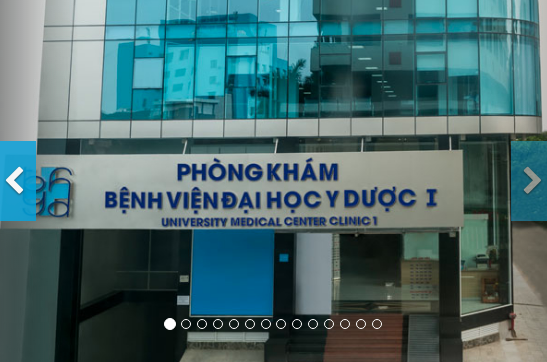 PHÒNG KHÁM
BỆNH VIỆN ĐẠI HỌC Y DƯỢC I
UNIVERSITY MEDICAL CENTER CLINIC 1